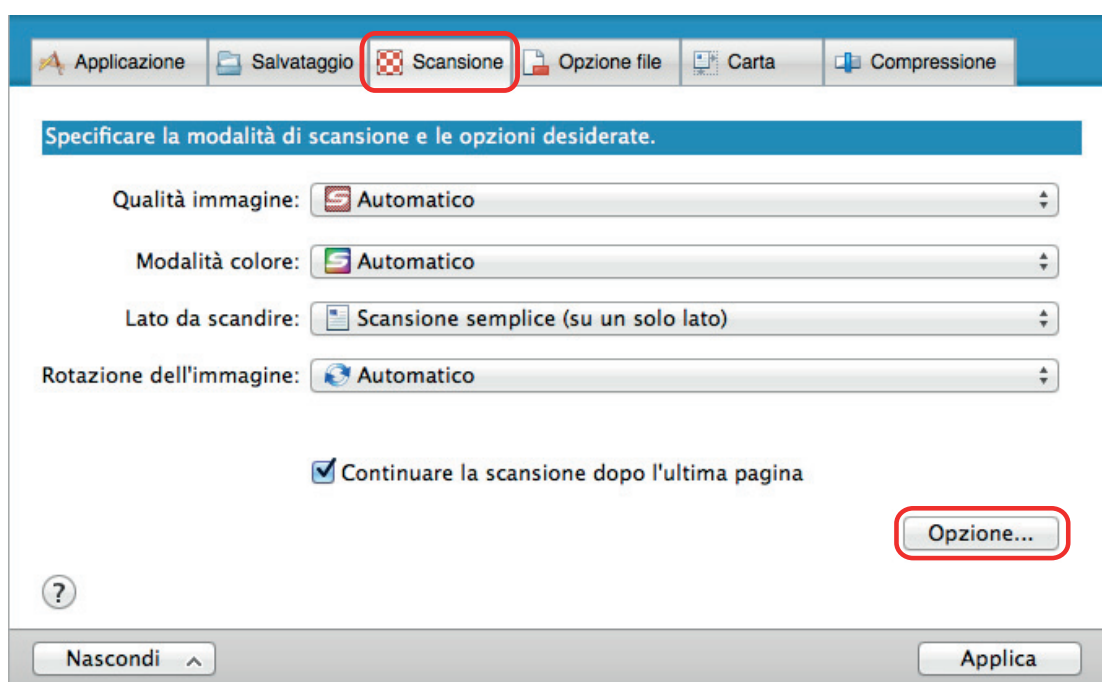 Applicazione Salvataggio Scansione Opzione file Carta Compressione
Specificare la modalità di scansione e le opzioni desiderate.
Qualità immagine: Automatico
Modalità colore: Automatico
Lato da scandire: Scansione semplice (su un solo lato)
Rotazione dell'immagine: Automatico
Continuare la scansione dopo l'ultima pagina
Opzione...
?
Nascondi Applica